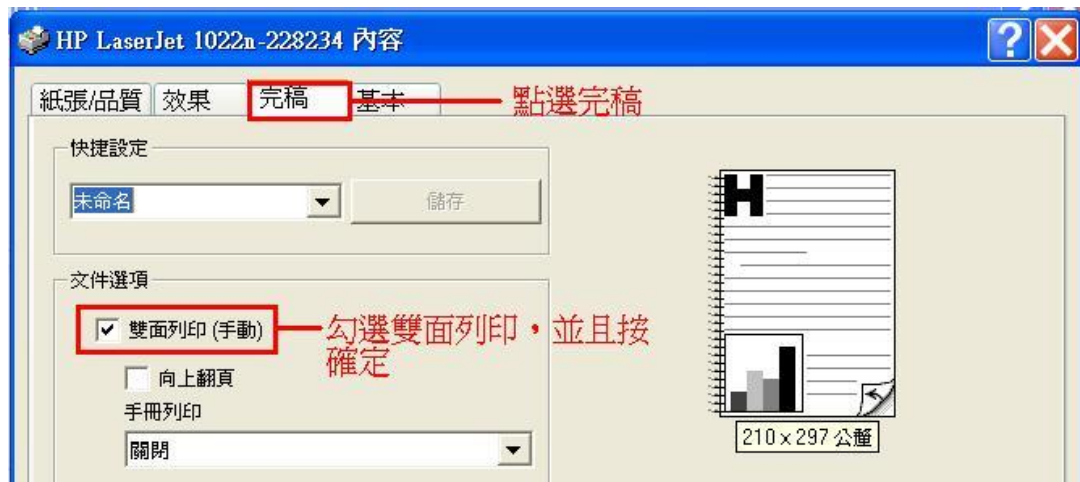 HP LaserJet 1022n-228234 內容
紙張/品質 效果 完稿 基本 點選完稿
快捷設定
未命名 儲存
H
文件選項
雙面列印 (手動) 勾選雙面列印，並且按
確定
向上翻頁
手冊列印
關閉
210 x 297 公釐